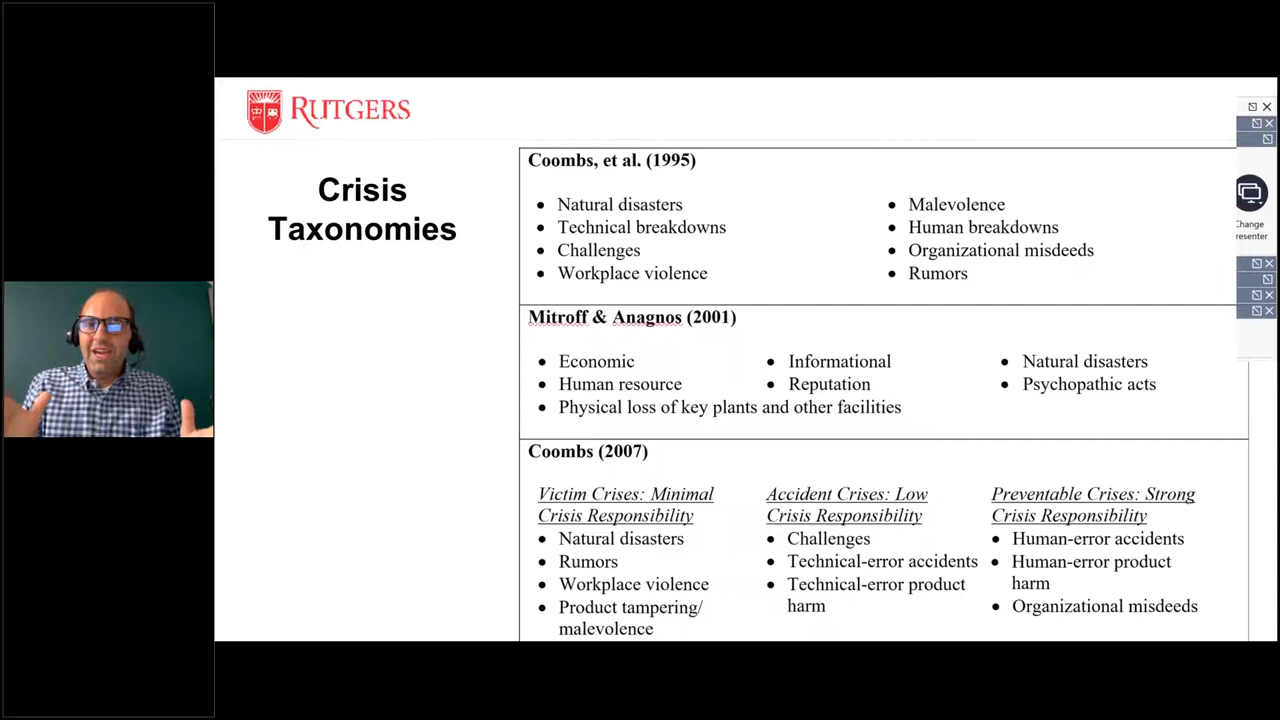 RUTGERS
Crisis
Taxonomies
Coombs, et al. (1995)
• Natural disasters
• Technical breakdowns
• Challenges
• Workplace violence
• Malevolence
• Human breakdowns
• Organizational misdeeds
• Rumors
Mitroff & Anagnos (2001)
• Economic
• Human resource
• Informational
• Reputation
• Natural disasters
• Psychopathic acts
• Physical loss of key plants and other facilities
Coombs (2007)
Victim Crises: Minimal
Crisis Responsibility
• Natural disasters
• Rumors
• Workplace violence
• Product tampering/
malevolence
Accident Crises: Low
Crisis Responsibility
• Challenges
• Technical-error accidents
• Technical-error product
harm
Preventable Crises: Strong
Crisis Responsibility
• Human-error accidents
• Human-error product
harm
• Organizational misdeeds
Change
resenter